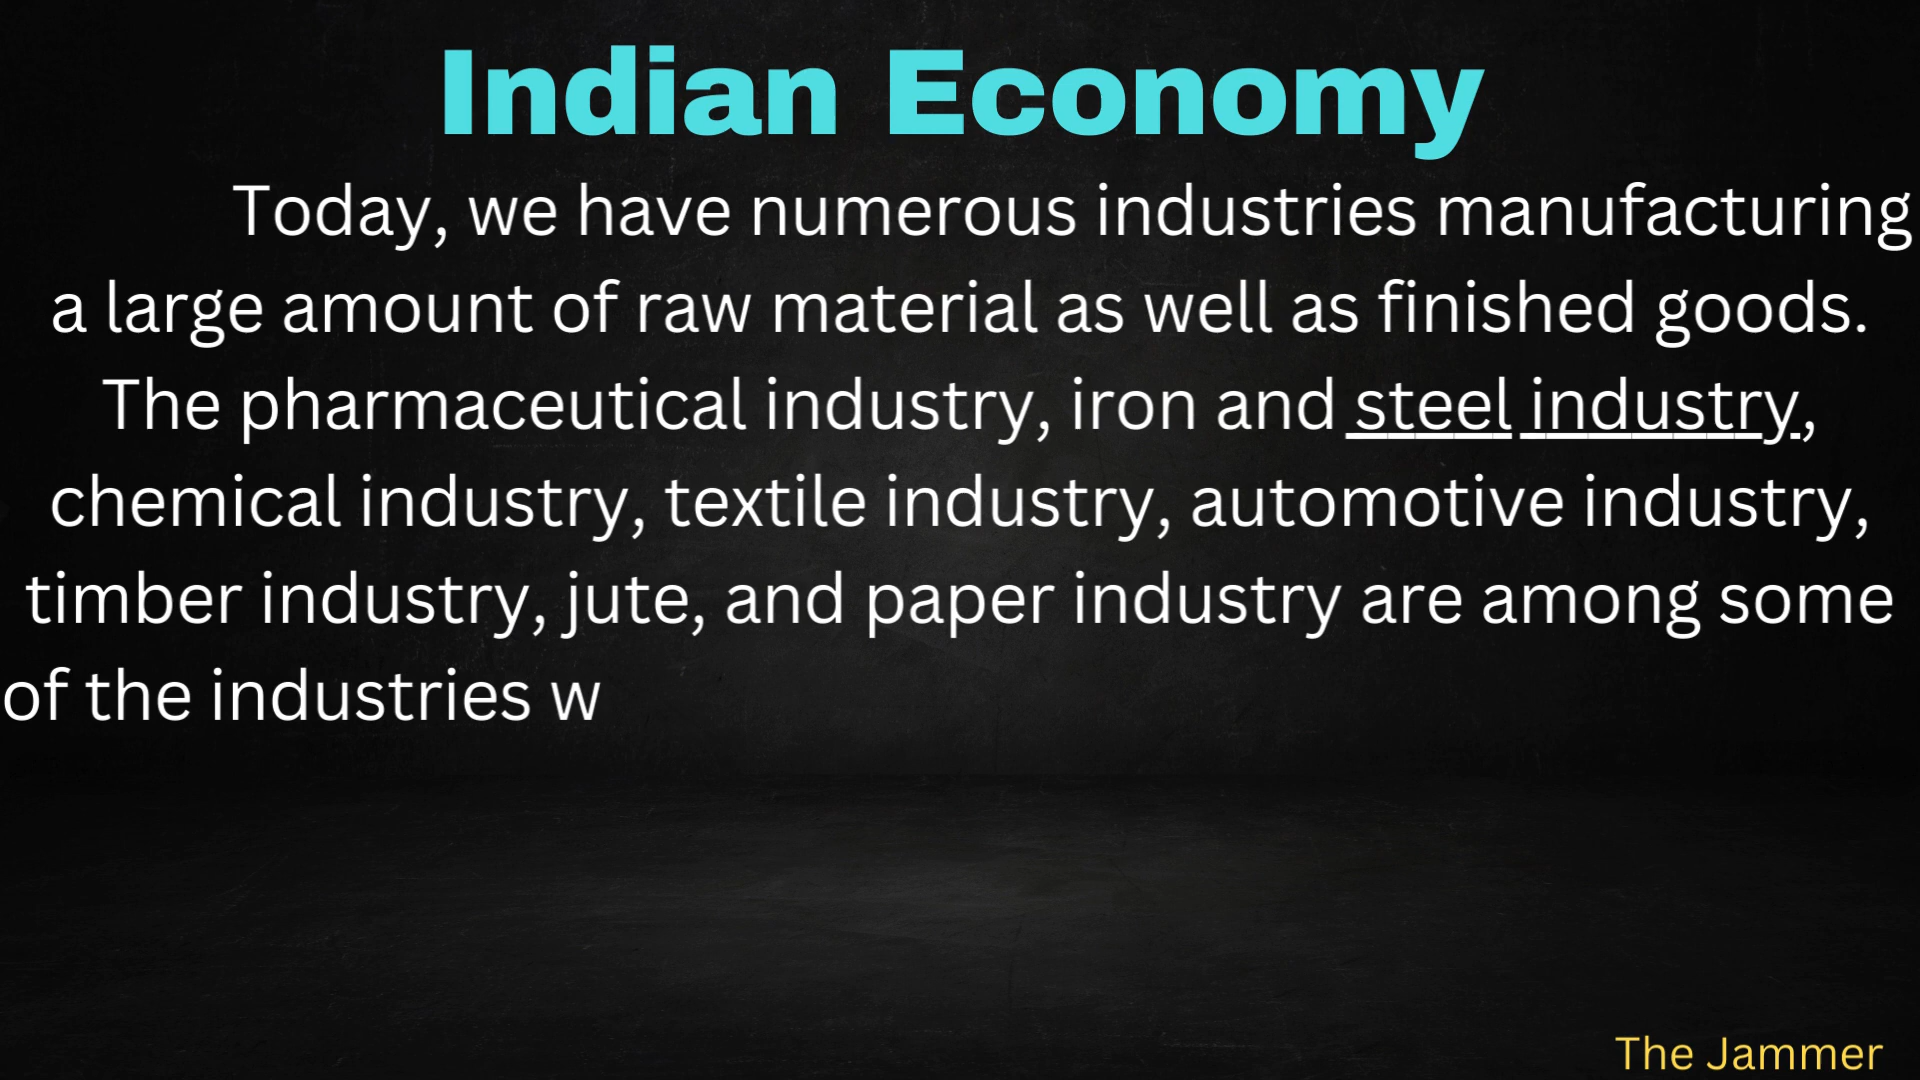 Indian Economy
Today, we have numerous industries manufacturing
a large amount of raw material as well as finished goods.
The pharmaceutical industry, iron and steel industry,
chemical industry, textile industry, automotive industry,
timber industry, jute, and paper industry are among some
of the industries w
The Jammer